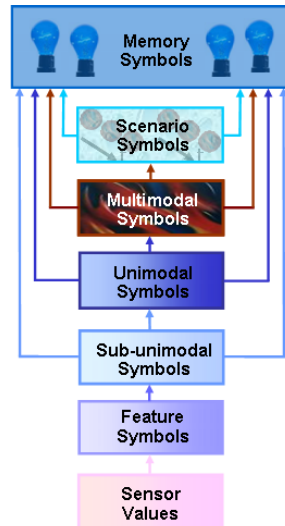 Memory
Symbols
Scenario
Symbols
Multimodal
Symbols
Unimodal
Symbols
Sub-unimodal
Symbols
Feature
Symbols
Sensor
Values